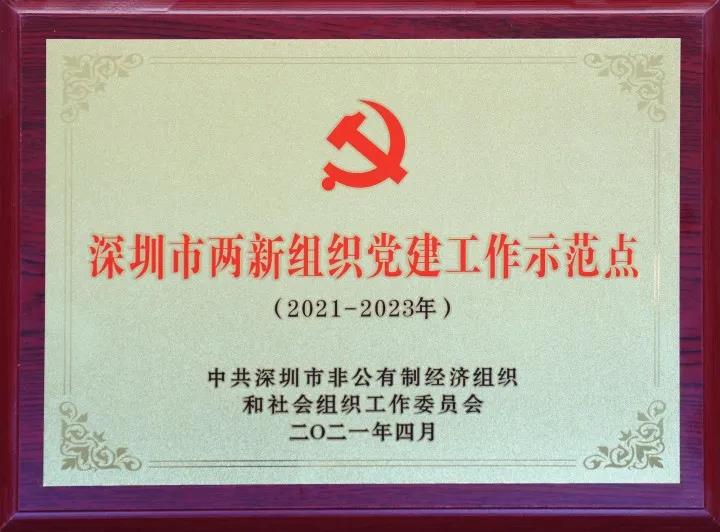 深圳市两新组织党建工作示范点
（2021-2023年）
中共深圳市非公有制经济组织
和社会组织工作委员会
二〇二一年四月